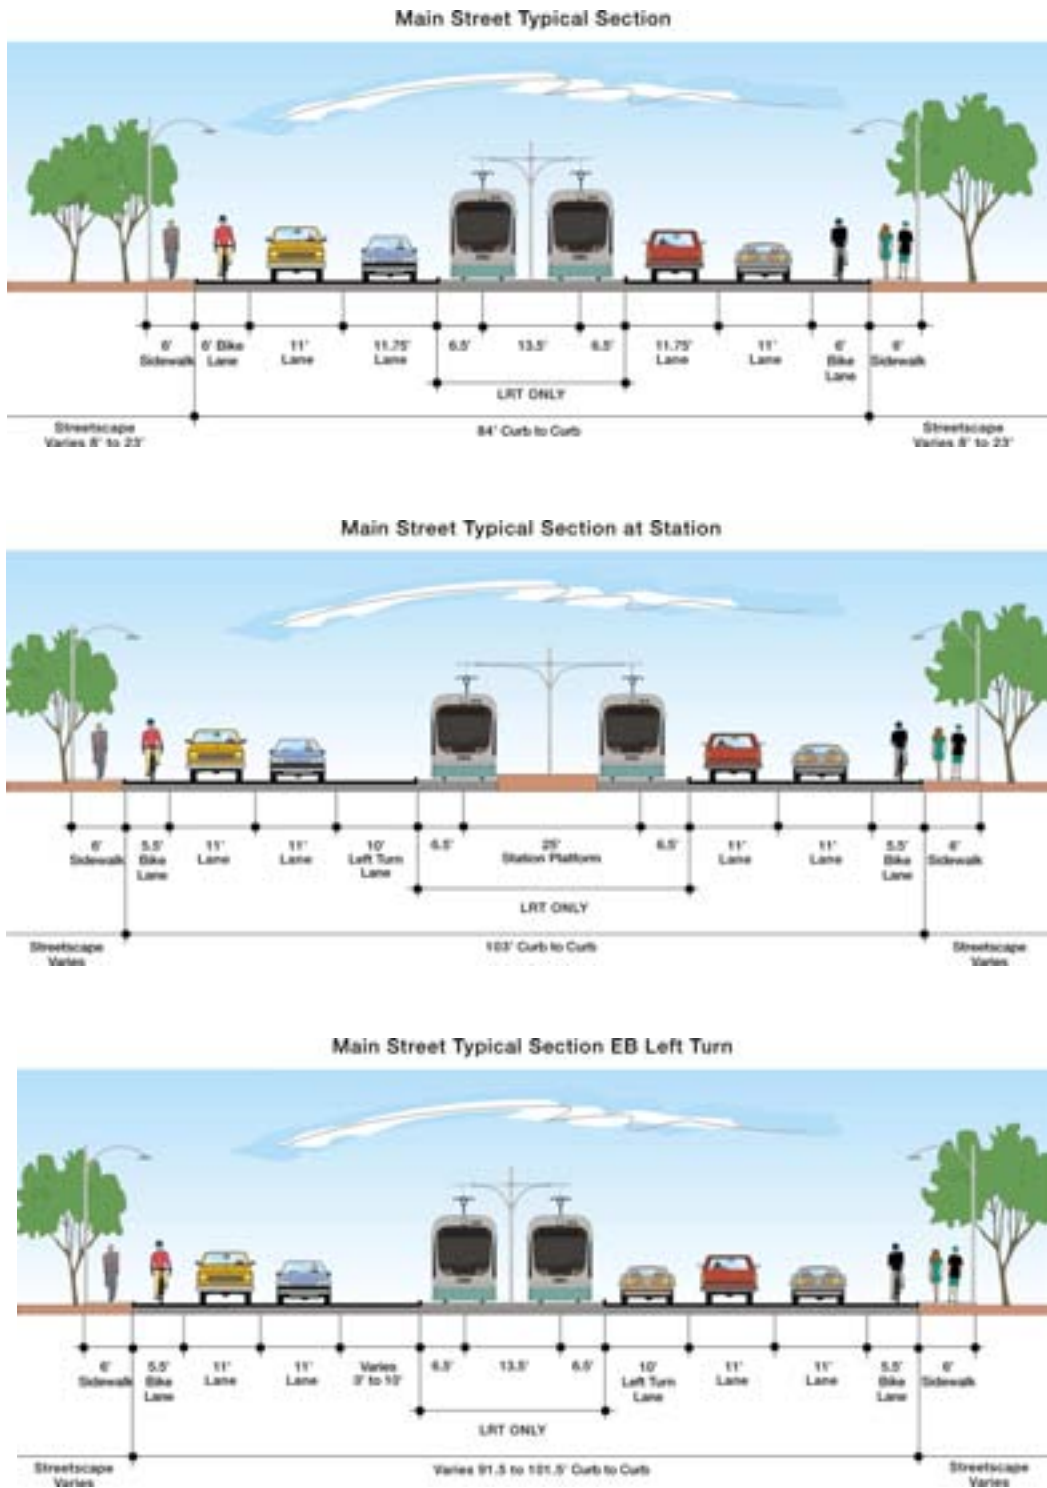 Main Street Typical Section
6' Sidewalk
6' Bike Lane
11' Lane
11.75' Lane
6.5'
13.5'
6.5'
11.75' Lane
11' Lane
6' Bike Lane
6' Sidewalk
LRT ONLY
84' Curb to Curb
Streetscape
Varies 8' to 23'
Streetscape
Varies 8' to 23'
Main Street Typical Section at Station
6' Sidewalk
5.5' Bike Lane
11' Lane
11' Lane
10' Left Turn Lane
6.5'
25' Station Platform
6.5'
11' Lane
11' Lane
5.5' Bike Lane
6' Sidewalk
LRT ONLY
103' Curb to Curb
Streetscape
Varies
Streetscape
Varies
Main Street Typical Section EB Left Turn
6' Sidewalk
5.5' Bike Lane
11' Lane
11' Lane
Varies 3' to 10'
6.5'
13.5'
6.5'
10' Left Turn Lane
11' Lane
11' Lane
5.5' Bike Lane
6' Sidewalk
LRT ONLY
Varies 91.5 to 101.5' Curb to Curb
Streetscape
Varies
Streetscape
Varies